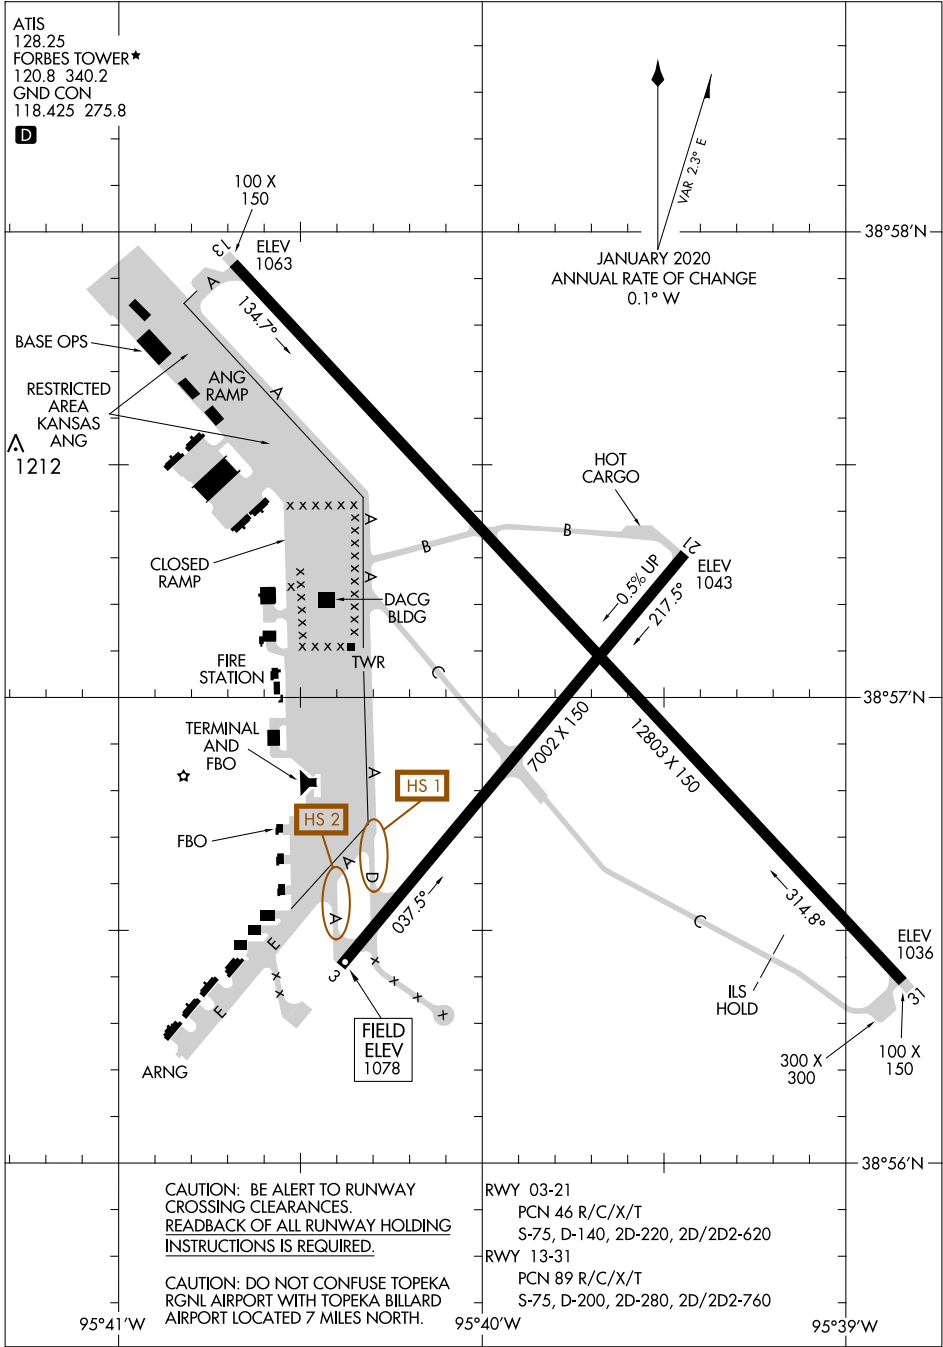 ATIS
128.25
FORBES TOWER★
120.8 340.2
GND CON
118.425 275.8
D
VAR 2.3° E
JANUARY 2020
ANNUAL RATE OF CHANGE
0.1° W
38°58'N
100 X
150
13
ELEV
1063
A
134.7°
BASE OPS
RESTRICTED
AREA
KANSAS
ANG
ANG
RAMP
A
1212
HOT
CARGO
A
B
B
21
ELEV
1043
0.5% UP
217.5°
CLOSED
RAMP
A
DACG
BLDG
TWR
FIRE
STATION
C
38°57'N
7002 X 150
12803 X 150
TERMINAL
AND
FBO
A
HS 1
HS 2
FBO
A
D
A
037.5°
314.8°
C
ELEV
1036
31
E
3
ILS
HOLD
E
FIELD
ELEV
1078
ARNG
300 X
300
100 X
150
38°56'N
CAUTION: BE ALERT TO RUNWAY
CROSSING CLEARANCES.
READBACK OF ALL RUNWAY HOLDING
INSTRUCTIONS IS REQUIRED.
CAUTION: DO NOT CONFUSE TOPEKA
RGNL AIRPORT WITH TOPEKA BILLARD
AIRPORT LOCATED 7 MILES NORTH.
RWY 03-21
PCN 46 R/C/X/T
S-75, D-140, 2D-220, 2D/2D2-620
RWY 13-31
PCN 89 R/C/X/T
S-75, D-200, 2D-280, 2D/2D2-760
95°41'W
95°40'W
95°39'W